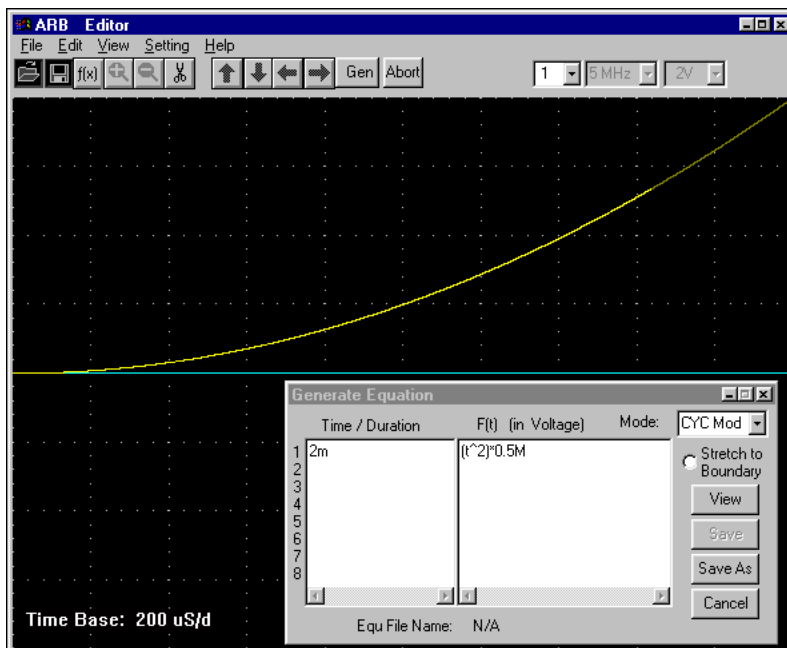 ARB Editor
File Edit View Setting Help
f(x) Gen Abort 1 5 MHz 2V
Generate Equation
Time / Duration F(t) (in Voltage) Mode: CYC Mod
1 2m (t^2)*0.5M
2
3
4
5
6
7
8
Stretch to
Boundary
View
Save
Save As
Cancel
Time Base: 200 uS/d
Equ File Name: N/A